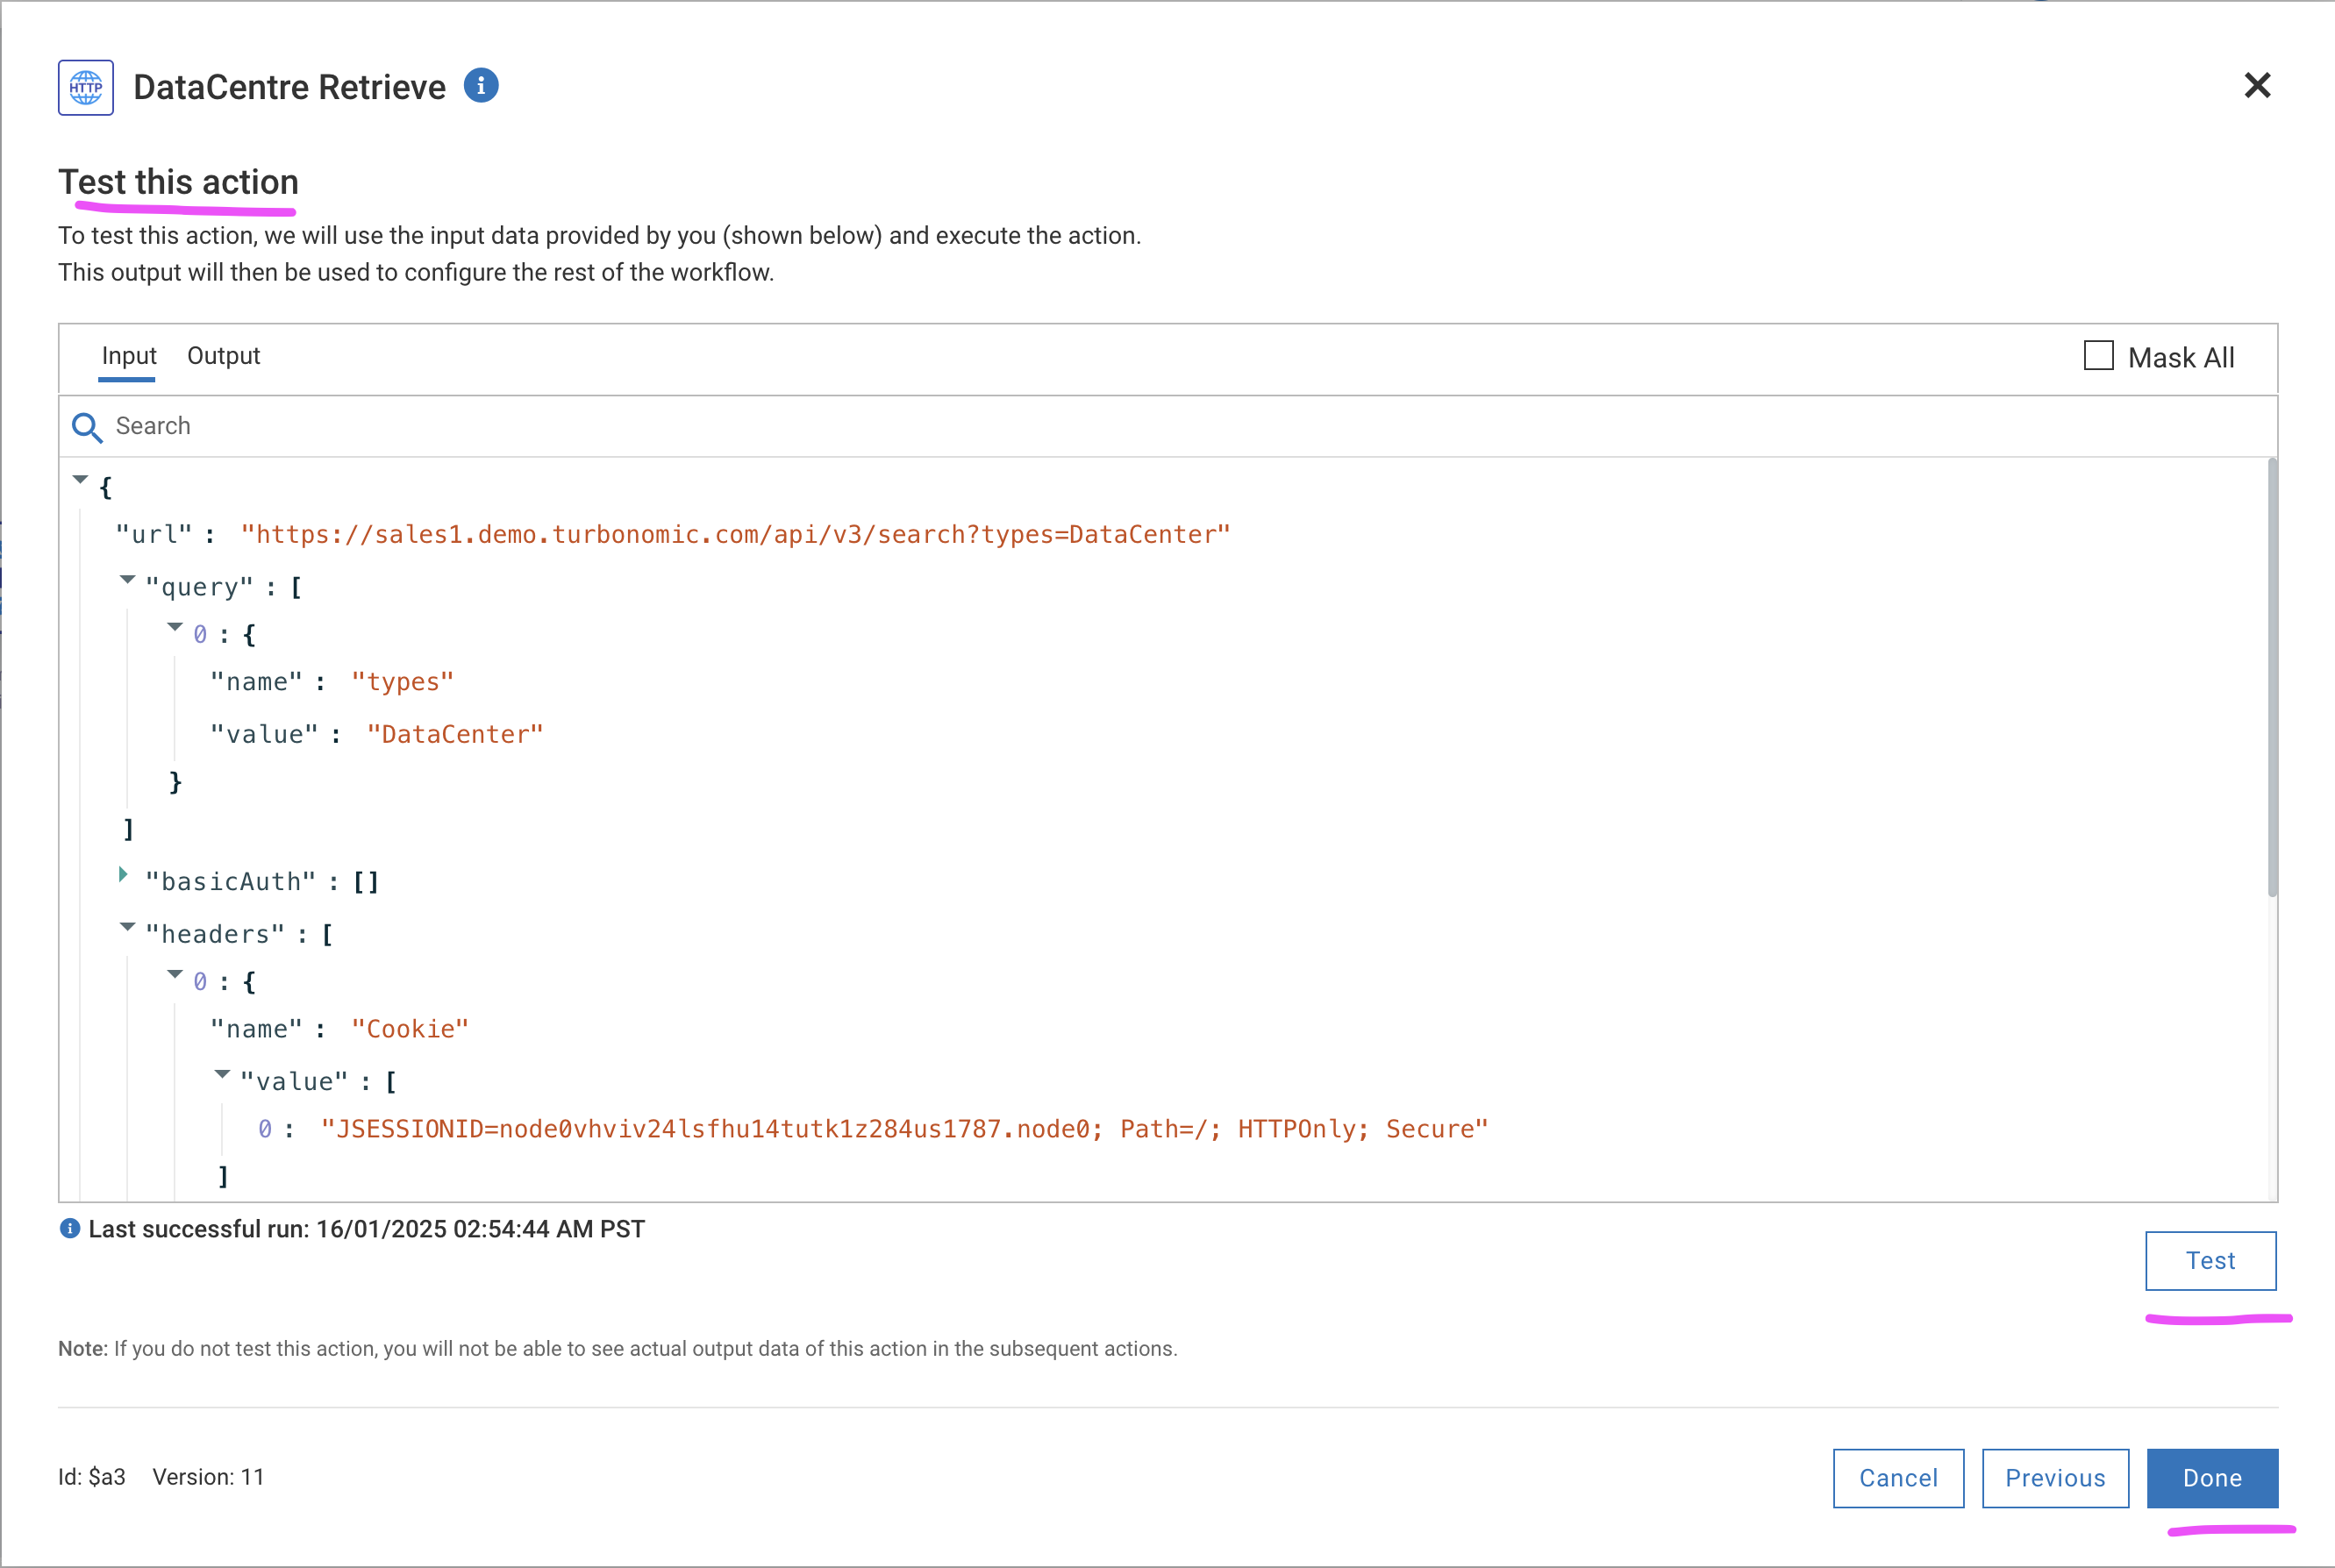 HTTP DataCentre Retrieve i
Test this action
To test this action, we will use the input data provided by you (shown below) and execute the action.
This output will then be used to configure the rest of the workflow.
Input Output Mask All
Search
{
"url" : "https://sales1.demo.turbonomic.com/api/v3/search?types=DataCenter"
"query" : [
0 : {
"name" : "types"
"value" : "DataCenter"
}
]
"basicAuth" : []
"headers" : [
0 : {
"name" : "Cookie"
"value" : [
0 : "JSESSIONID=node0vhviv24lsfhu14tutk1z284us1787.node0; Path=/; HTTPOnly; Secure"
]
Last successful run: 16/01/2025 02:54:44 AM PST
Test
Note: If you do not test this action, you will not be able to see actual output data of this action in the subsequent actions.
Id: $a3 Version: 11 Cancel Previous Done